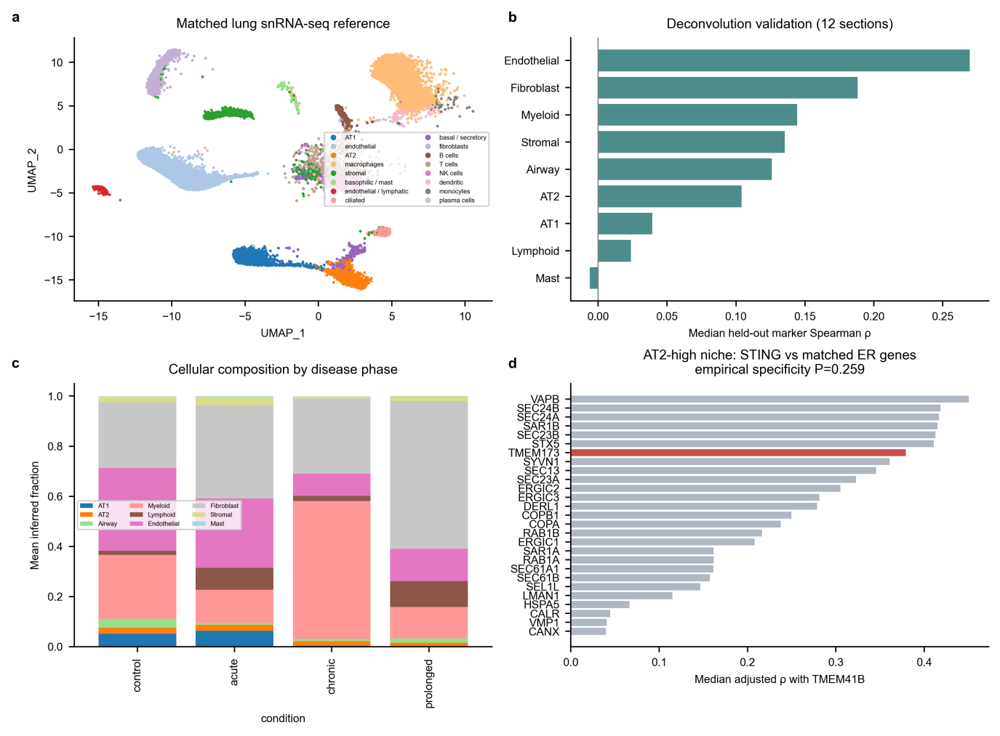 a
Matched lung snRNA-seq reference
UMAP_2
10
5
0
−5
−10
−15
−15
−10
−5
0
5
10
UMAP_1
AT1
endothelial
AT2
macrophages
stromal
basophilic / mast
endothelial / lymphatic
ciliated
basal / secretory
fibroblasts
B cells
T cells
NK cells
dendritic
monocytes
plasma cells
b
Deconvolution validation (12 sections)
Endothelial
Fibroblast
Myeloid
Stromal
Airway
AT2
AT1
Lymphoid
Mast
0.00
0.05
0.10
0.15
0.20
0.25
Median held-out marker Spearman ρ
c
Cellular composition by disease phase
Mean inferred fraction
1.0
0.8
0.6
0.4
0.2
0.0
AT1
AT2
Airway
Myeloid
Lymphoid
Endothelial
Fibroblast
Stromal
Mast
control
acute
chronic
prolonged
condition
d
AT2-high niche: STING vs matched ER genes
empirical specificity P=0.259
VAPB
SEC24B
SEC24A
SAR1B
SEC23B
STX5
TMEM173
SYVN1
SEC13
SEC23A
ERGIC2
ERGIC3
DERL1
COPB1
COPA
RAB1B
ERGIC1
SAR1A
RAB1A
SEC61A1
SEC61B
SEL1L
LMAN1
HSPA5
CALR
VMP1
CANX
0.0
0.1
0.2
0.3
0.4
Median adjusted ρ with TMEM41B